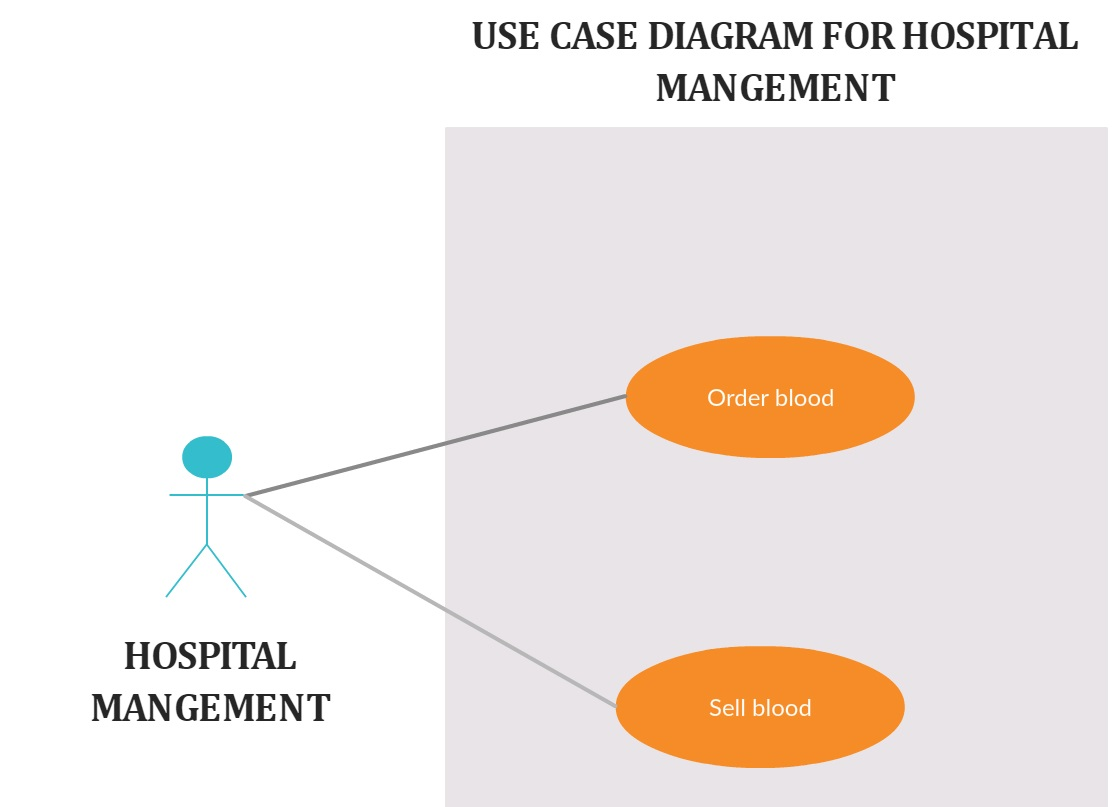 USE CASE DIAGRAM FOR HOSPITAL
MANGEMENT
Order blood
HOSPITAL
MANGEMENT
Sell blood